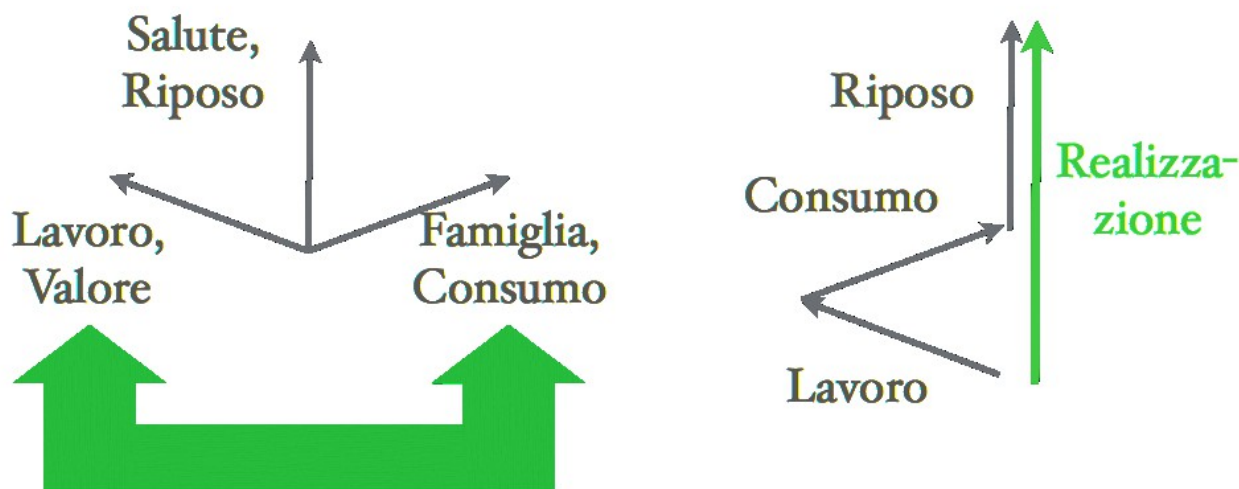 Salute,
Riposo
Lavoro,
Valore
Famiglia,
Consumo
Riposo
Consumo
Lavoro
Realizza-
zione